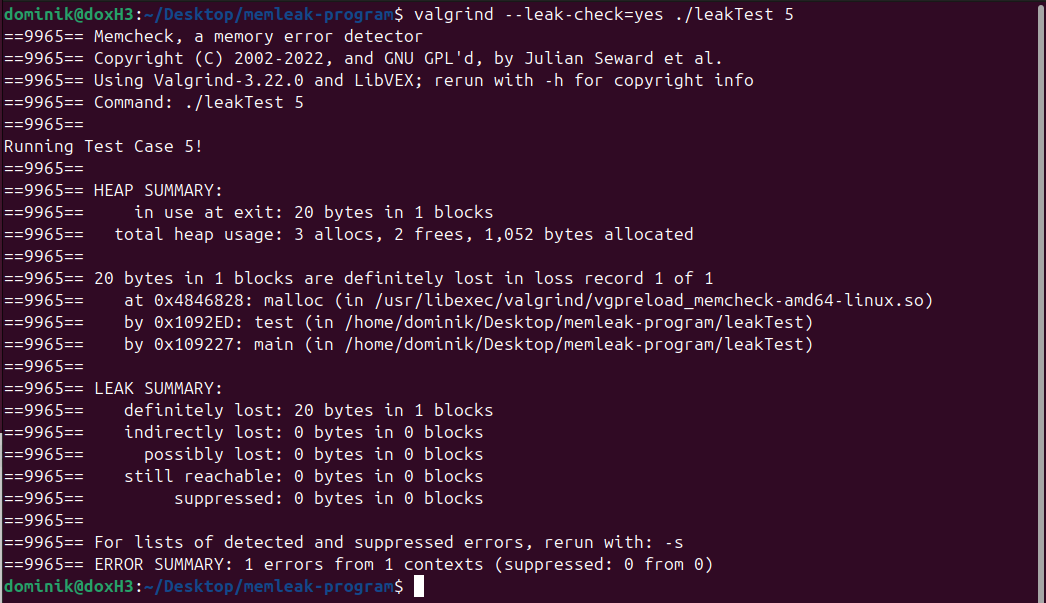 dominik@doxH3:~/Desktop/memleak-program$ valgrind --leak-check=yes ./leakTest 5
==9965== Memcheck, a memory error detector
==9965== Copyright (C) 2002-2022, and GNU GPL'd, by Julian Seward et al.
==9965== Using Valgrind-3.22.0 and LibVEX; rerun with -h for copyright info
==9965== Command: ./leakTest 5
==9965==
Running Test Case 5!
==9965==
==9965== HEAP SUMMARY:
==9965==     in use at exit: 20 bytes in 1 blocks
==9965==   total heap usage: 3 allocs, 2 frees, 1,052 bytes allocated
==9965==
==9965== 20 bytes in 1 blocks are definitely lost in loss record 1 of 1
==9965==    at 0x4846828: malloc (in /usr/libexec/valgrind/vgpreload_memcheck-amd64-linux.so)
==9965==    by 0x1092ED: test (in /home/dominik/Desktop/memleak-program/leakTest)
==9965==    by 0x109227: main (in /home/dominik/Desktop/memleak-program/leakTest)
==9965==
==9965== LEAK SUMMARY:
==9965==    definitely lost: 20 bytes in 1 blocks
==9965==    indirectly lost: 0 bytes in 0 blocks
==9965==      possibly lost: 0 bytes in 0 blocks
==9965==    still reachable: 0 bytes in 0 blocks
==9965==         suppressed: 0 bytes in 0 blocks
==9965==
==9965== For lists of detected and suppressed errors, rerun with: -s
==9965== ERROR SUMMARY: 1 errors from 1 contexts (suppressed: 0 from 0)
dominik@doxH3:~/Desktop/memleak-program$